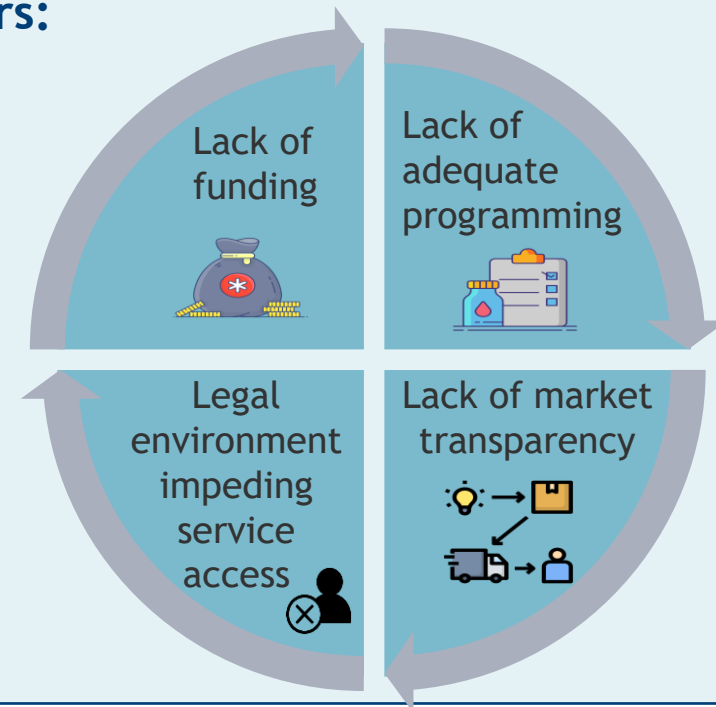 rs:
Lack of
funding
Lack of
adequate
programming
Legal
environment
impeding
service
access
Lack of market
transparency